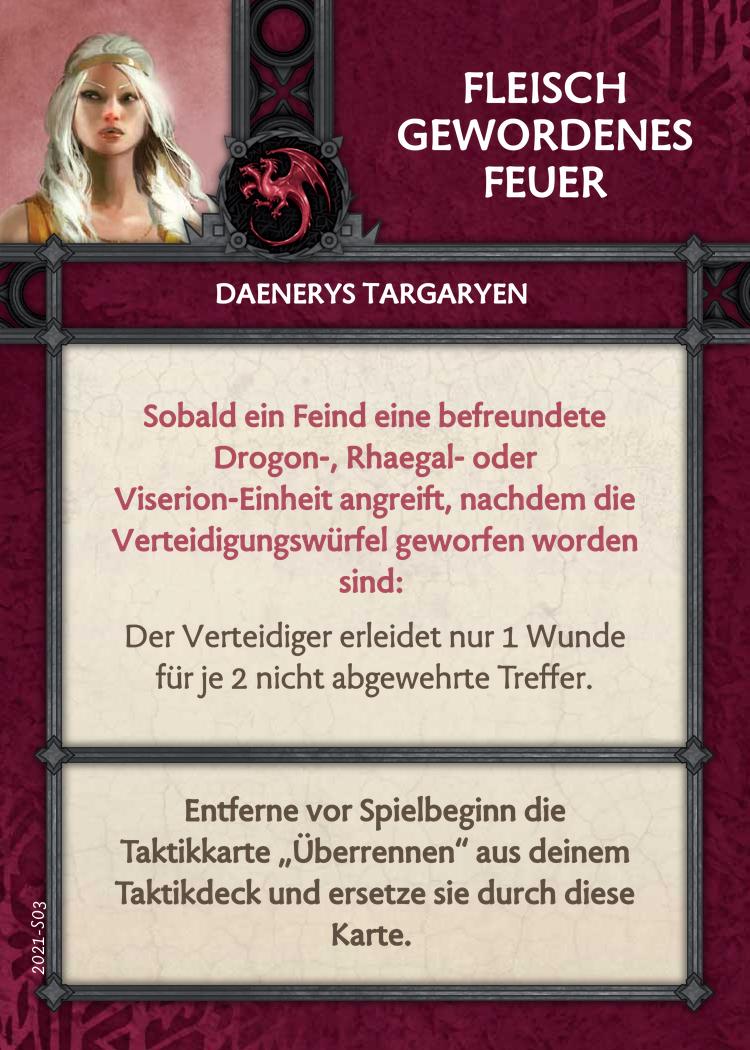 FLEISCH
GEWORDENES
FEUER
DAENERYS TARGARYEN
Sobald ein Feind eine befreundete
Drogon-, Rhaegal- oder
Viserion-Einheit angreift, nachdem die
Verteidigungswürfel geworfen worden
sind:
Der Verteidiger erleidet nur 1 Wunde
für je 2 nicht abgewehrte Treffer.
Entferne vor Spielbeginn die
Taktikkarte „Überrennen“ aus deinem
Taktikdeck und ersetze sie durch diese
Karte.
2021-S03